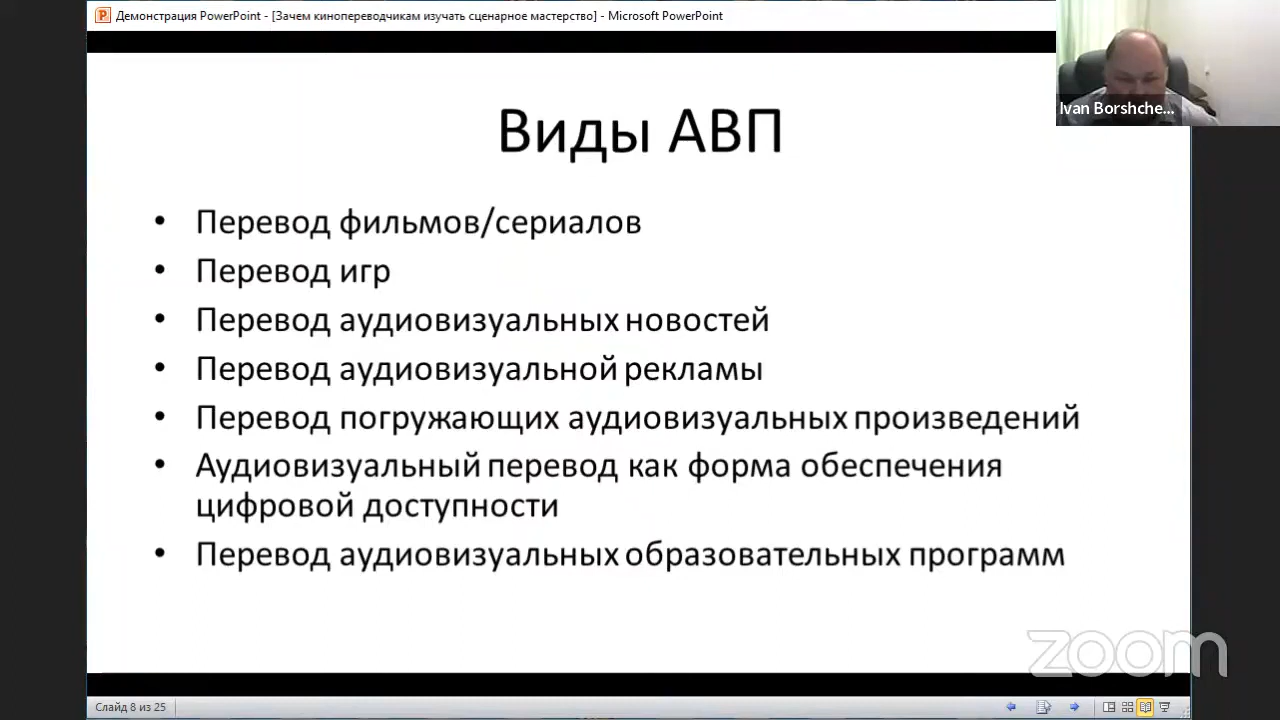 Демонстрация PowerPoint - [Зачем кинопереводчикам изучать сценарное мастерство] - Microsoft PowerPoint
Ivan Borshche...
Виды АВП
• Перевод фильмов/сериалов
• Перевод игр
• Перевод аудиовизуальных новостей
• Перевод аудиовизуальной рекламы
• Перевод погружающих аудиовизуальных произведений
• Аудиовизуальный перевод как форма обеспечения
цифровой доступности
• Перевод аудиовизуальных образовательных программ
zoom
Слайд 8 из 25